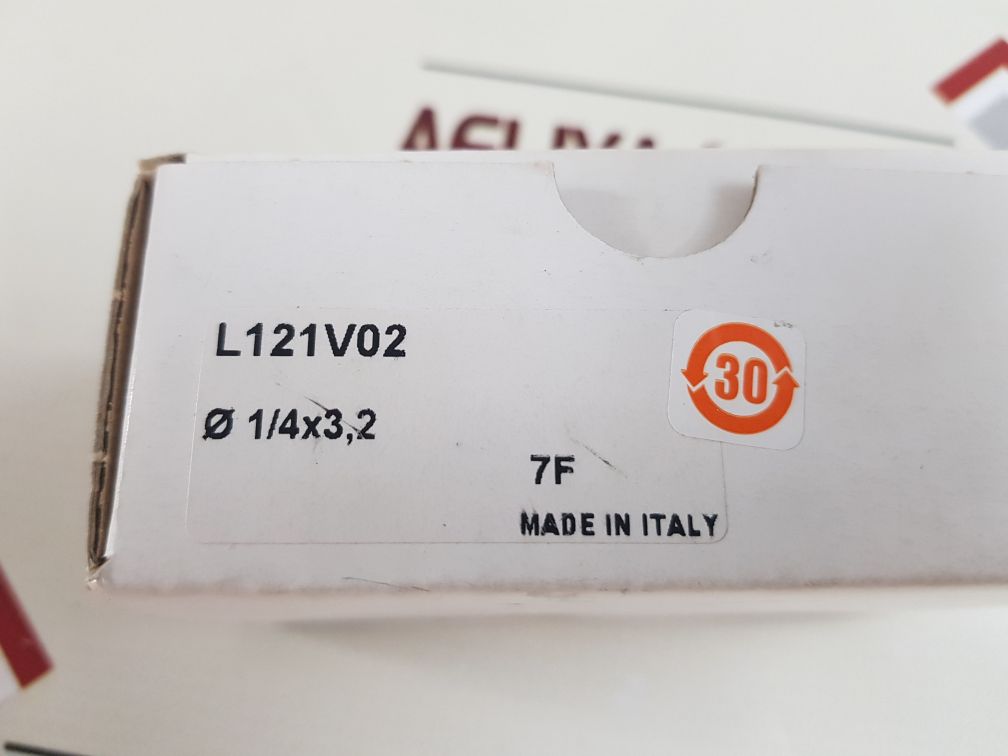 L121V02
Ø 1/4x3,2
30
7F
MADE IN ITALY